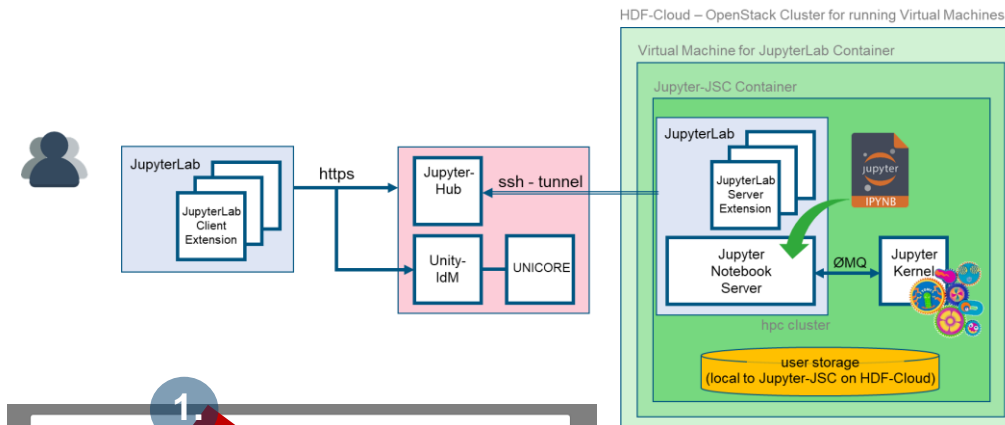 HDF-Cloud – OpenStack Cluster for running Virtual Machines
Virtual Machine for JupyterLab Container
Jupyter-JSC Container
JupyterLab
JupyterLab
Client
Extension
https
Jupyter-
Hub
Unity-
IdM
UNICORE
ssh - tunnel
JupyterLab
JupyterLab
Server
Extension
jupyter
IPYNB
Jupyter
Notebook
Server
ØMQ
Jupyter
Kernel
hpc cluster
user storage
(local to Jupyter-JSC on HDF-Cloud)
1.